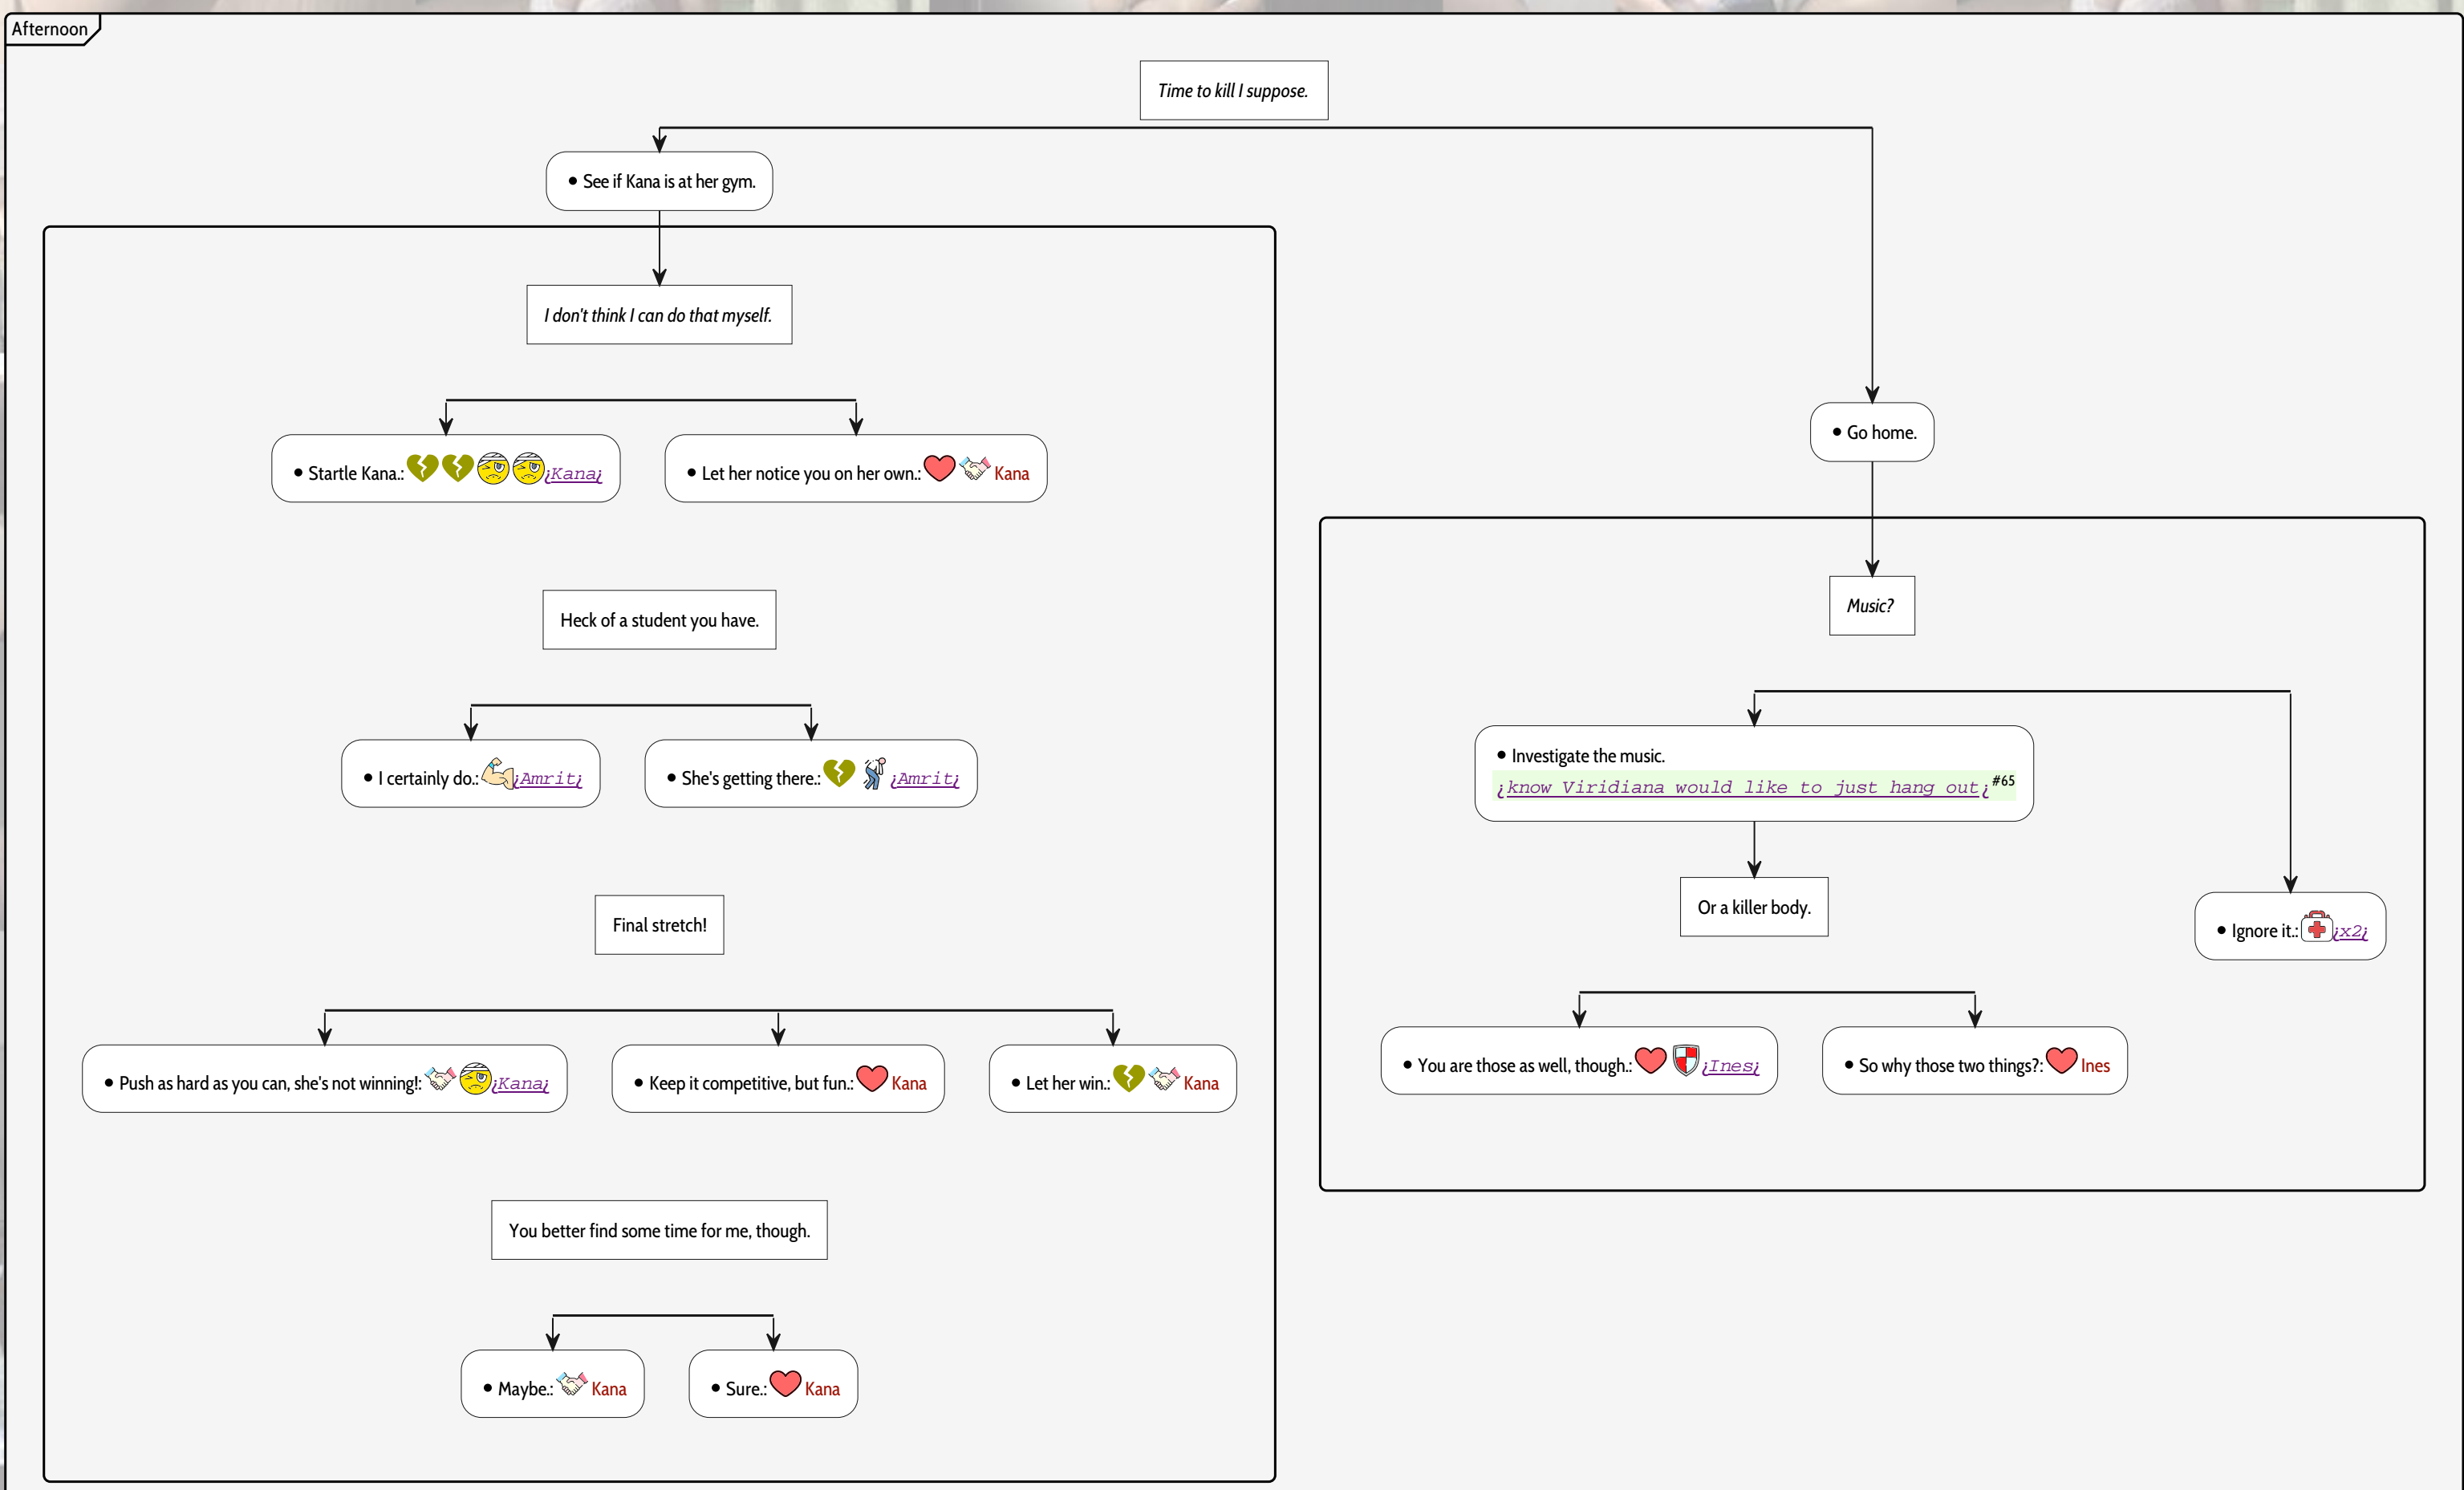 Afternoon
Time to kill I suppose.
• See if Kana is at her gym.
I don't think I can do that myself.
• Startle Kana.: ¿Kana¿
• Let her notice you on her own.: Kana
Heck of a student you have.
• I certainly do.: ¿Amrit¿
• She's getting there.: ¿Amrit¿
Final stretch!
• Push as hard as you can, she's not winning!: ¿Kana¿
• Keep it competitive, but fun.: Kana
• Let her win.: Kana
You better find some time for me, though.
• Maybe.: Kana
• Sure.: Kana
• Go home.
Music?
• Investigate the music.
¿know Viridiana would like to just hang out¿#65
• Ignore it.: ¿x2¿
Or a killer body.
• You are those as well, though.: ¿Ines¿
• So why those two things?: Ines